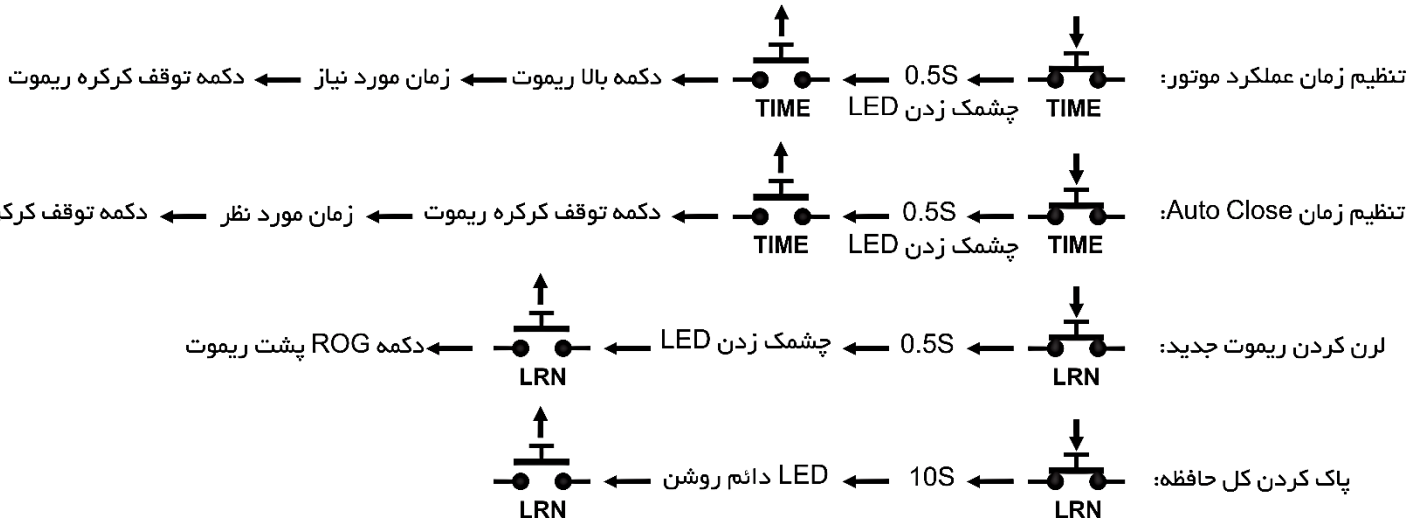 تنظیم زمان عملکرد موتور: TIME 0.5S چشمک زدن LED TIME دکمه بالا ریموت زمان مورد نیاز دکمه توقف کرکره ریموت
تنظیم زمان Auto Close: TIME 0.5S چشمک زدن LED TIME دکمه توقف کرکره ریموت زمان مورد نظر دکمه توقف
لرن کردن ریموت جدید: LRN 0.5S چشمک زدن LED LRN دکمه ROG پشت ریموت
پاک کردن کل حافظه: LRN 10S LED دائم روشن LRN